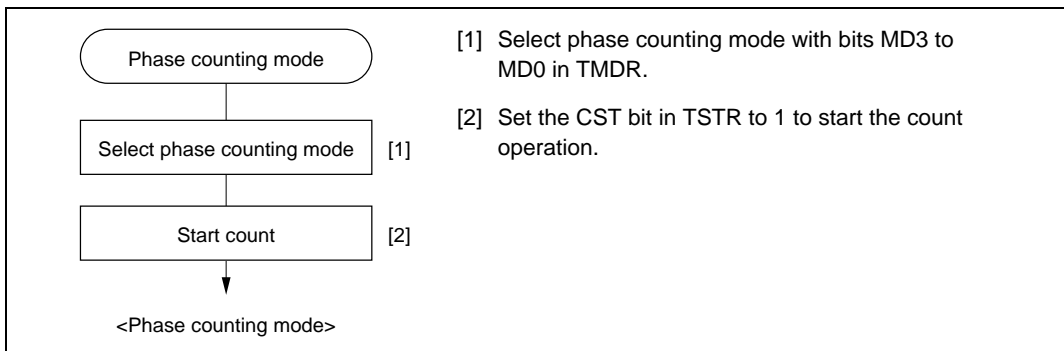 Phase counting mode
Select phase counting mode [1]
Start count [2]
<Phase counting mode>
[1] Select phase counting mode with bits MD3 to
MD0 in TMDR.
[2] Set the CST bit in TSTR to 1 to start the count
operation.